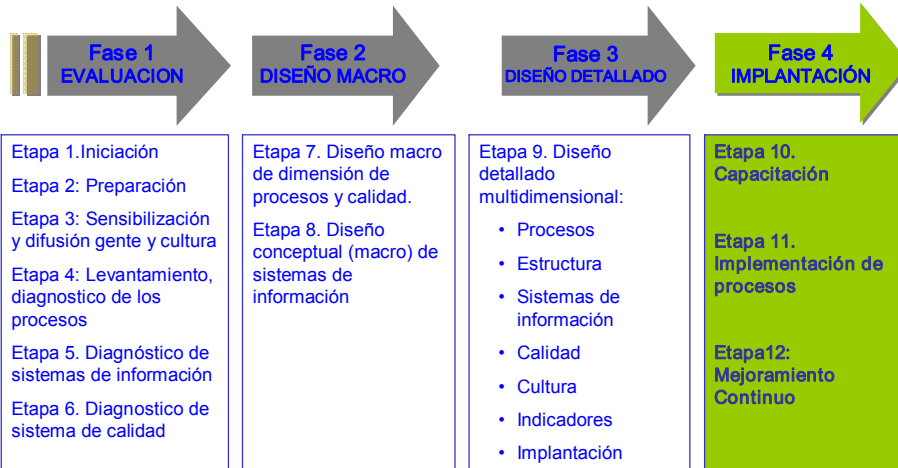 Fase 1
EVALUACION
Fase 2
DISEÑO MACRO
Fase 3
DISEÑO DETALLADO
Fase 4
IMPLANTACIÓN
Etapa 1.Iniciación
Etapa 2: Preparación
Etapa 3: Sensibilización
y difusión gente y cultura
Etapa 4: Levantamiento,
diagnostico de los
procesos
Etapa 5. Diagnóstico de
sistemas de información
Etapa 6. Diagnostico de
sistema de calidad
Etapa 7. Diseño macro
de dimensión de
procesos y calidad.
Etapa 8. Diseño
conceptual (macro) de
sistemas de
información
Etapa 9. Diseño
detallado
multidimensional:
• Procesos
• Estructura
• Sistemas de
información
• Calidad
• Cultura
• Indicadores
• Implantación
Etapa 10.
Capacitación
Etapa 11.
Implementación de
procesos
Etapa12:
Mejoramiento
Continuo